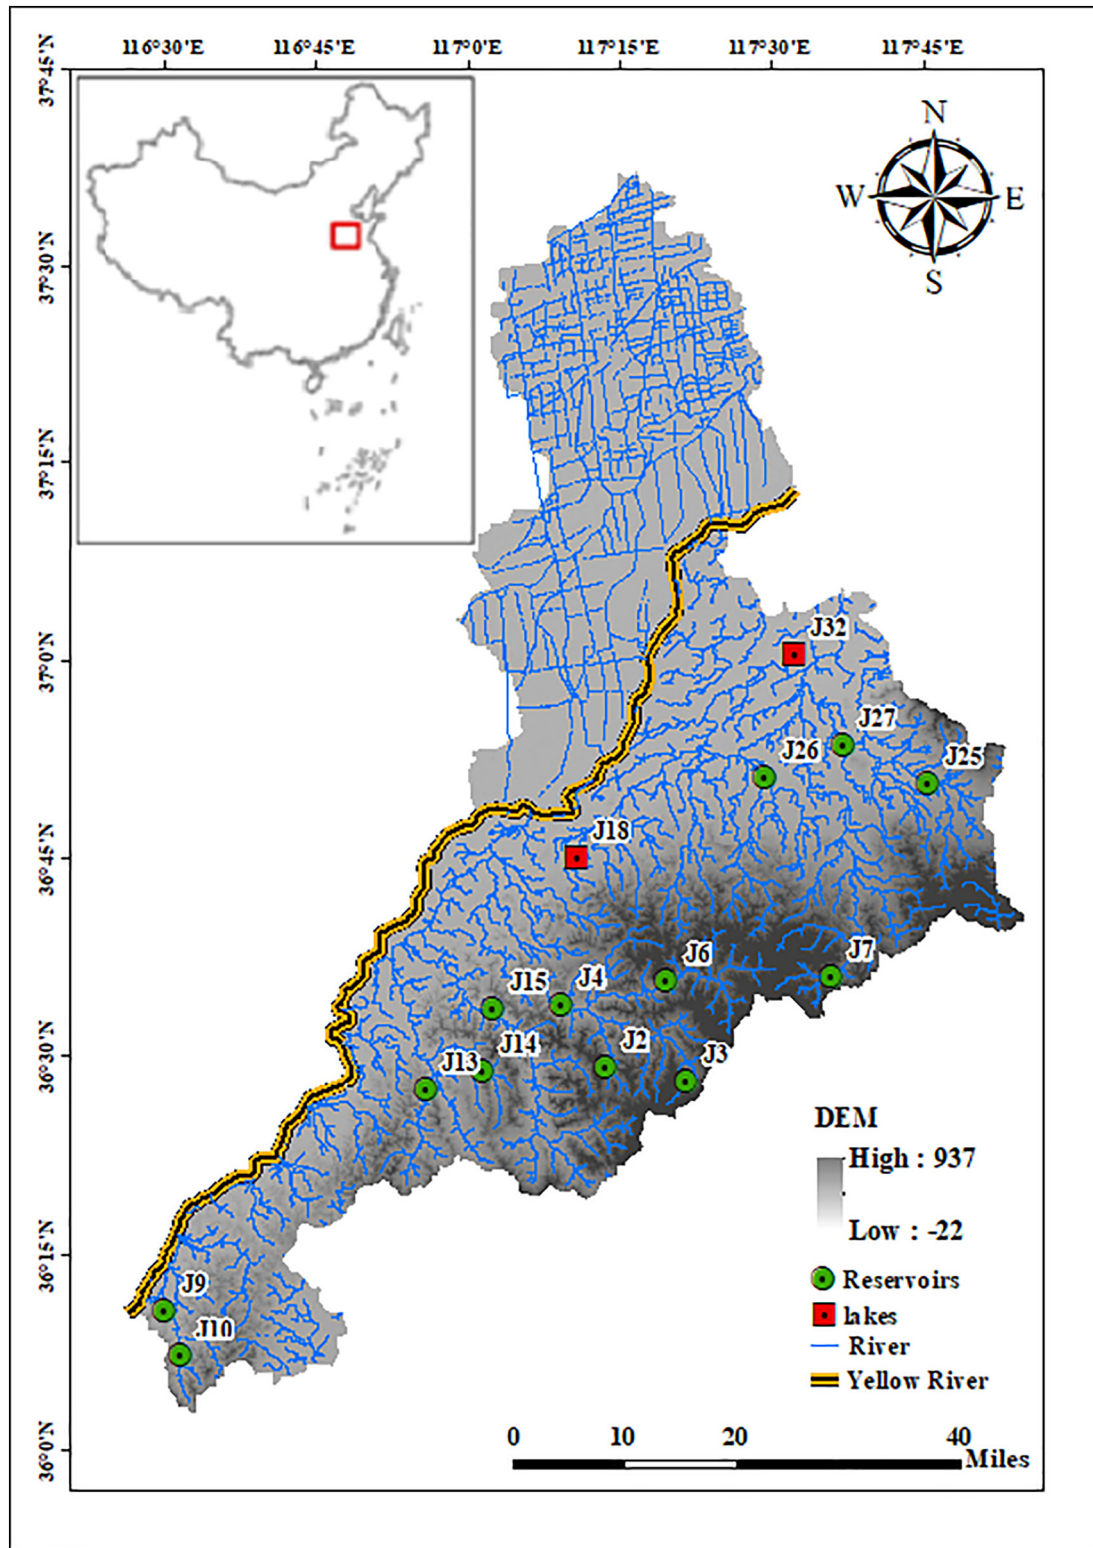 116°30'E 116°45'E 117°0'E 117°15'E 117°30'E 117°45'E
37°45'N
37°30'N
37°15'N
37°0'N
36°45'N
36°30'N
36°15'N
36°0'N
N
W E
S
J32
J27
J26 J25
J18
J7
J6
J15 J4
J14 J2 J3
J13
J9
J10
DEM
High : 937
Low : -22
Reservoirs
lakes
River
Yellow River
0 10 20 40
Miles